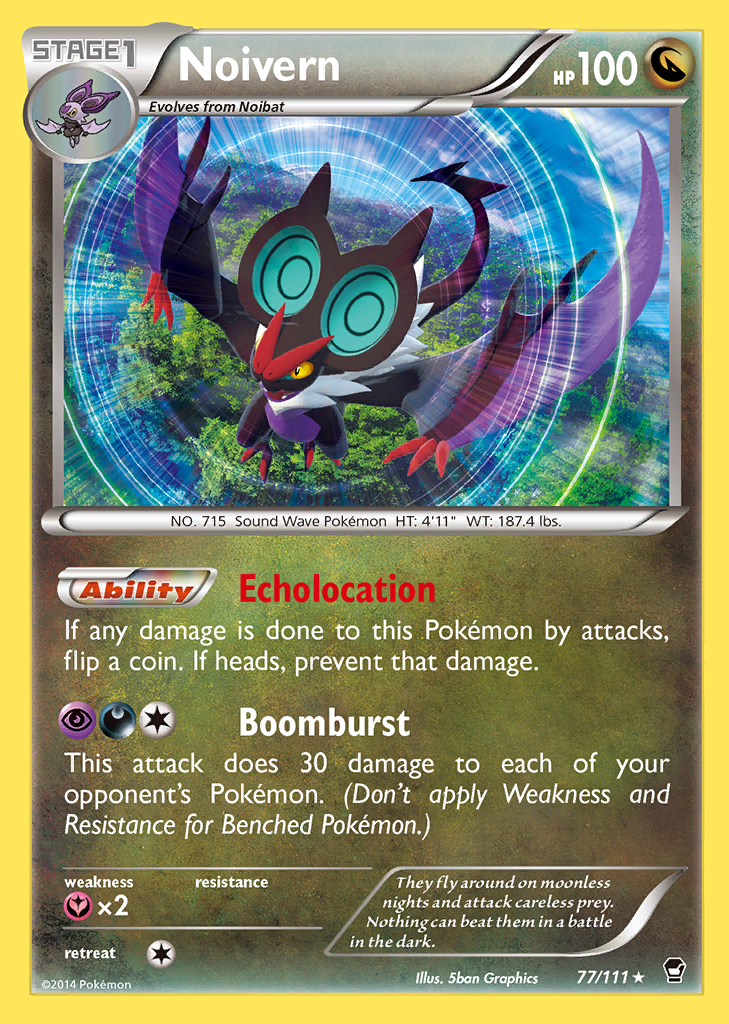 STAGE1
Noivern
HP100
Evolves from Noibat
NO. 715 Sound Wave Pokémon HT: 4'11" WT: 187.4 lbs.
Ability Echolocation
If any damage is done to this Pokémon by attacks,
flip a coin. If heads, prevent that damage.
Boomburst
This attack does 30 damage to each of your
opponent's Pokémon. (Don't apply Weakness and
Resistance for Benched Pokémon.)
weakness resistance
×2
They fly around on moonless
nights and attack careless prey.
Nothing can beat them in a battle
in the dark.
retreat
Illus. 5ban Graphics 77/111 ★
©2014 Pokémon